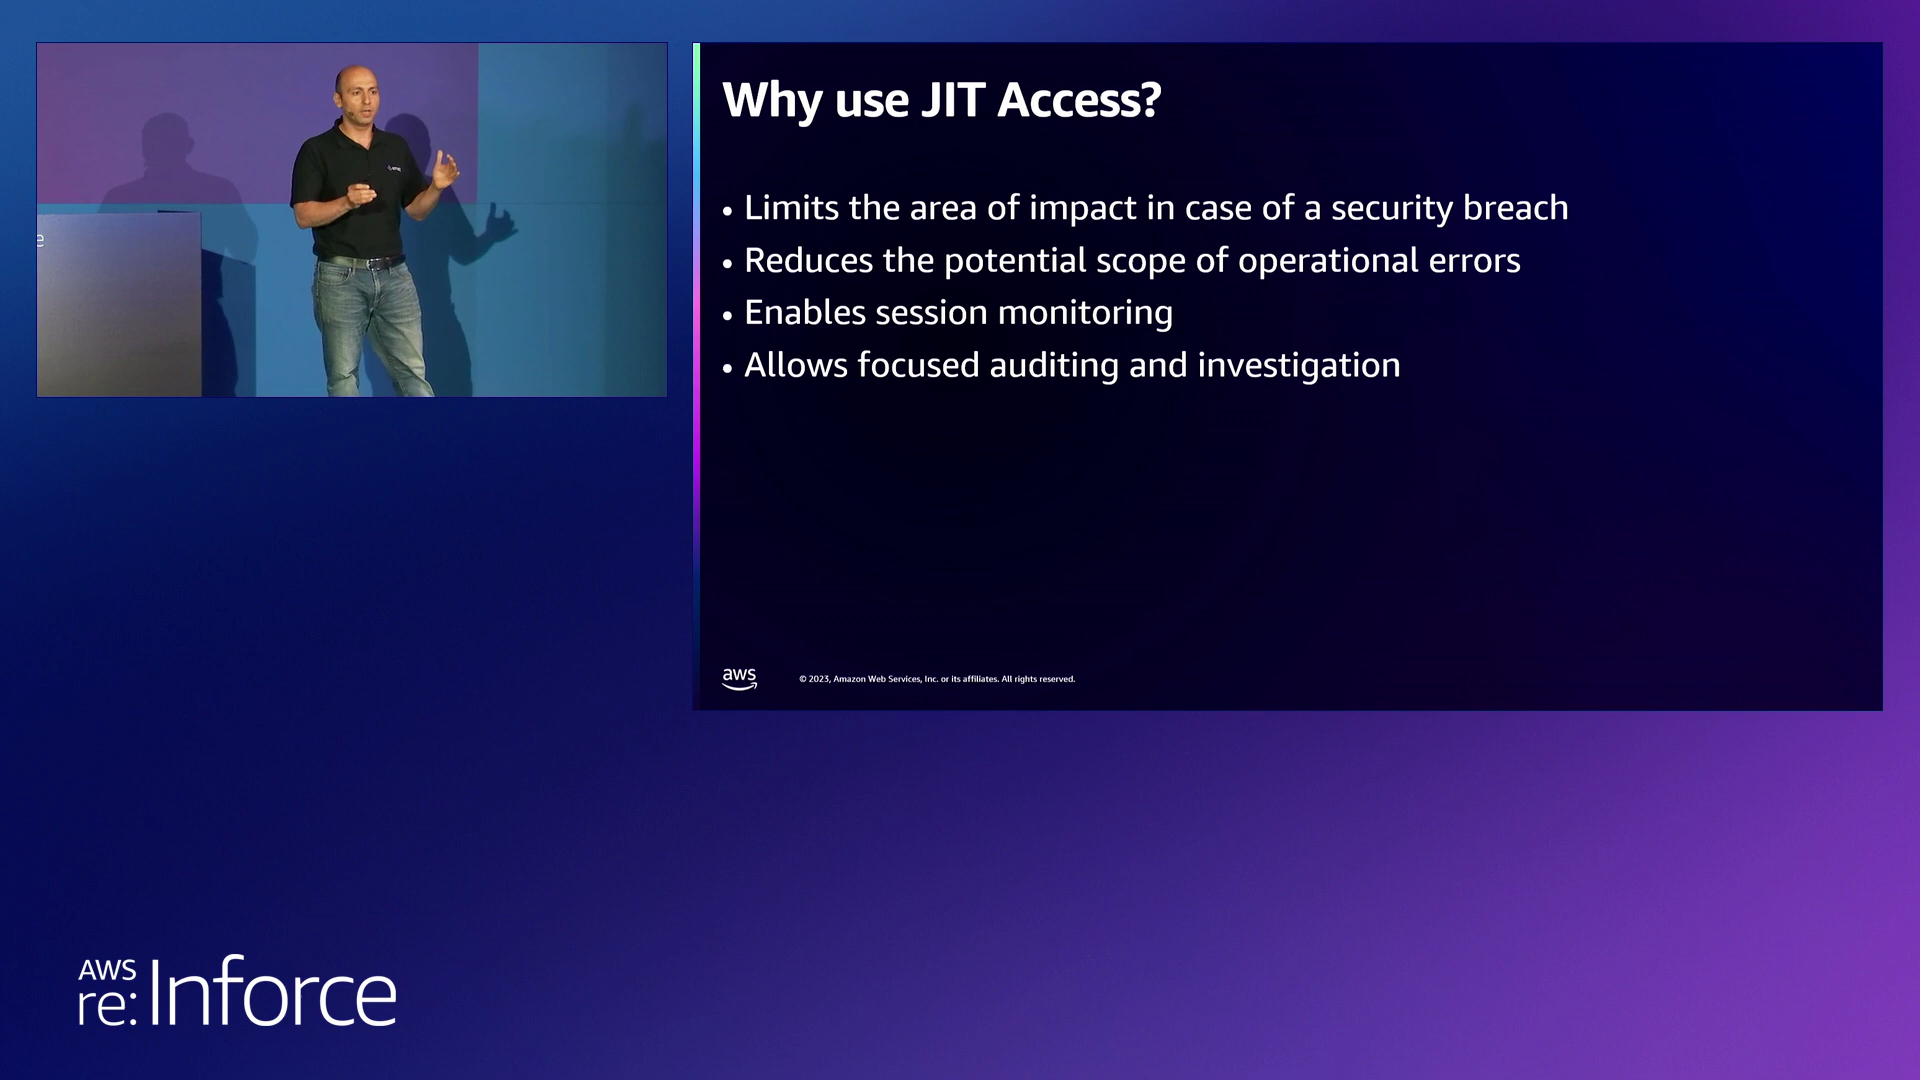 Why use JIT Access?
• Limits the area of impact in case of a security breach
• Reduces the potential scope of operational errors
• Enables session monitoring
• Allows focused auditing and investigation
aws
© 2023, Amazon Web Services, Inc. or its affiliates. All rights reserved.
AWS
re:Inforce